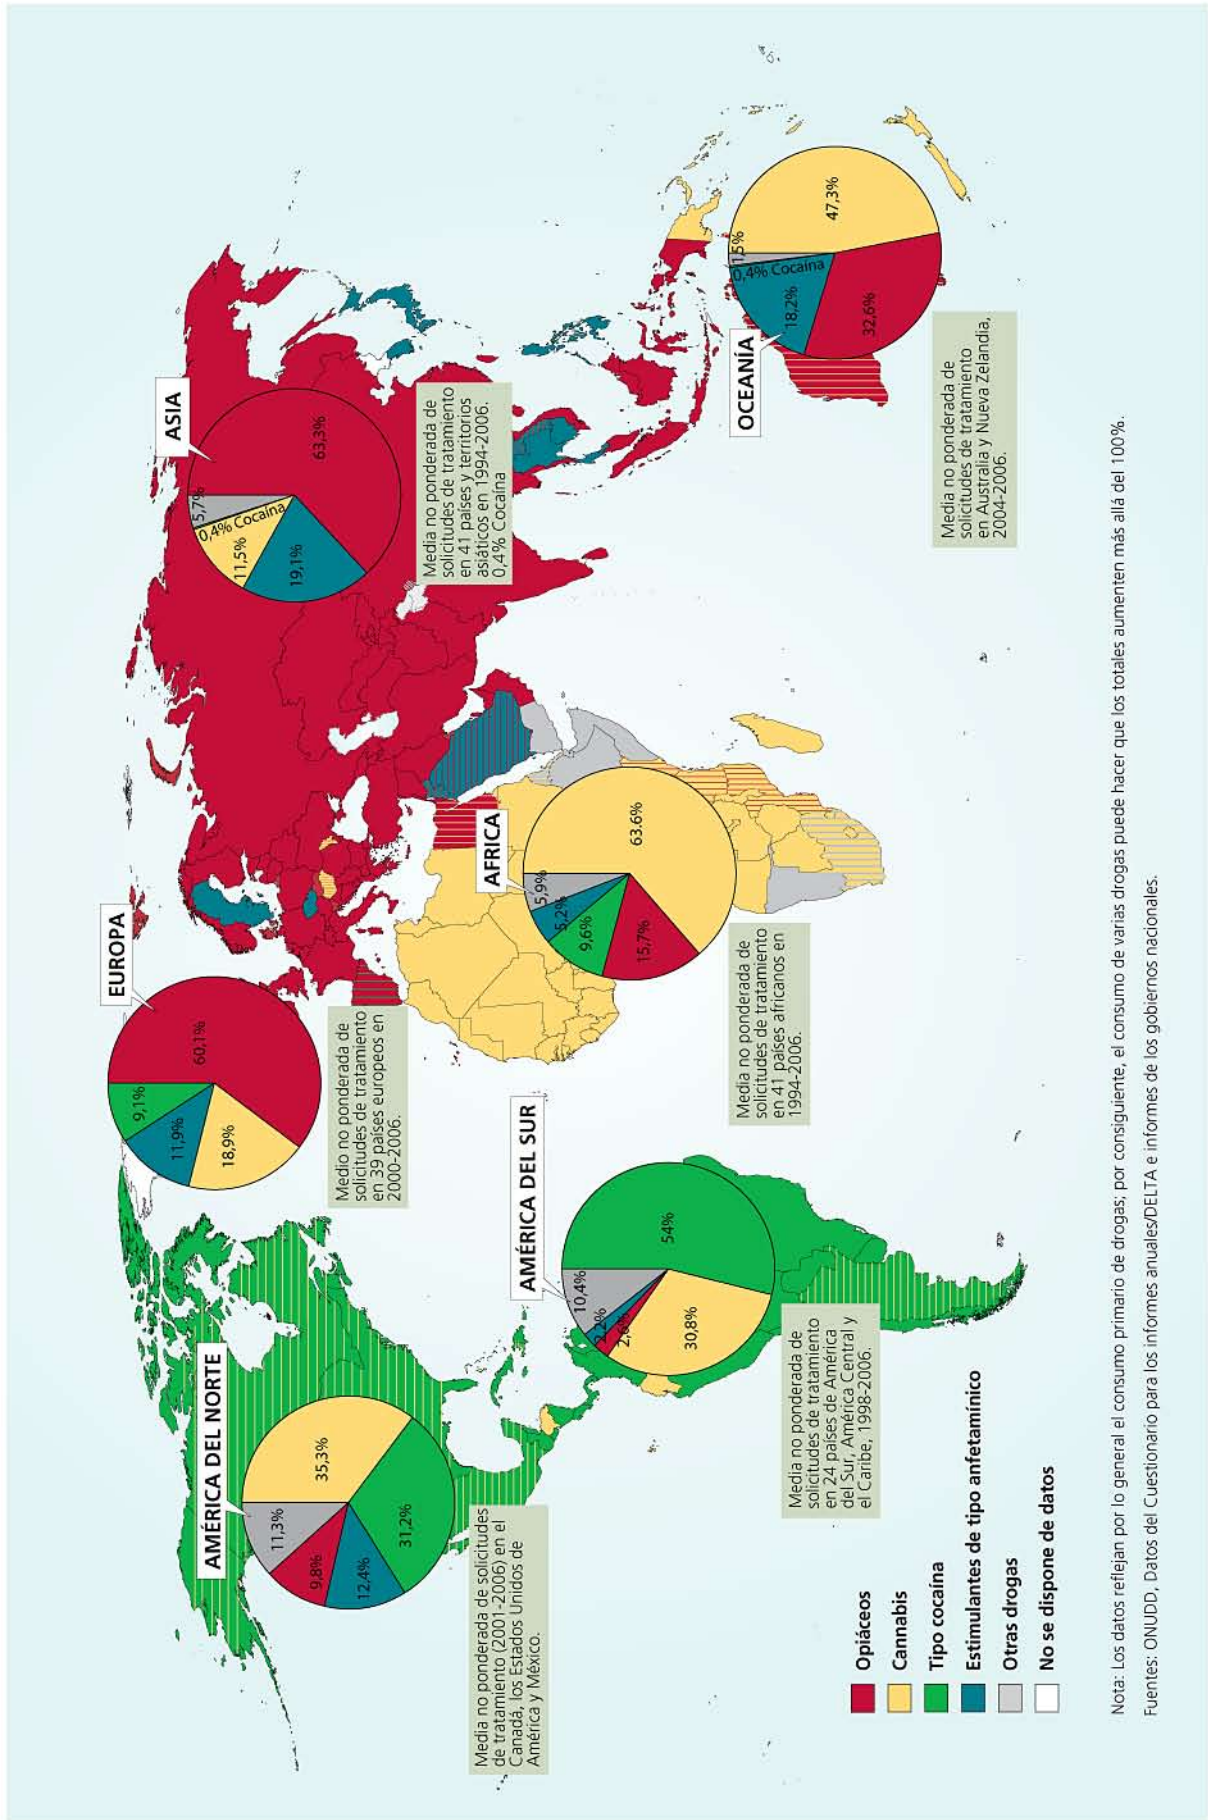 EUROPA
60,1%
9,1%
11,9%
18,9%
Medio no ponderada de
solicitudes de tratamiento
en 39 países europeos en
2000-2006.
ASIA
63,3%
5,7%
0,4% Cocaína
11,5%
19,1%
Media no ponderada de
solicitudes de tratamiento
en 41 países y territorios
asiáticos en 1994-2006.
0,4% Cocaína
AMÉRICA DEL NORTE
35,3%
11,3%
9,8%
12,4%
31,2%
Media no ponderada de solicitudes
de tratamiento (2001-2006) en el
Canadá, los Estados Unidos de
América y México.
AFRICA
63.6%
5,9%
5,2%
9,6%
15,7%
Media no ponderada de
solicitudes de tratamiento
en 41 países africanos en
1994-2006.
AMÉRICA DEL SUR
54%
10,4%
2,2%
2,6%
30,8%
Media no ponderada de
solicitudes de tratamiento
en 24 países de América
del Sur, América Central y
el Caribe, 1998-2006.
OCEANÍA
47,3%
1,5%
0,4% Cocaína
18,2%
32,6%
Media no ponderada de
solicitudes de tratamiento
en Australia y Nueva Zelandia,
2004-2006.
Opiáceos
Cannabis
Tipo cocaína
Estimulantes de tipo anfetamínico
Otras drogas
No se dispone de datos
Nota: Los datos reflejan por lo general el consumo primario de drogas; por consiguiente, el consumo de varias drogas puede hacer que los totales aumenten más allá del 100%.
Fuentes: ONUDD, Datos del Cuestionario para los informes anuales/DELTA e informes de los gobiernos nacionales.